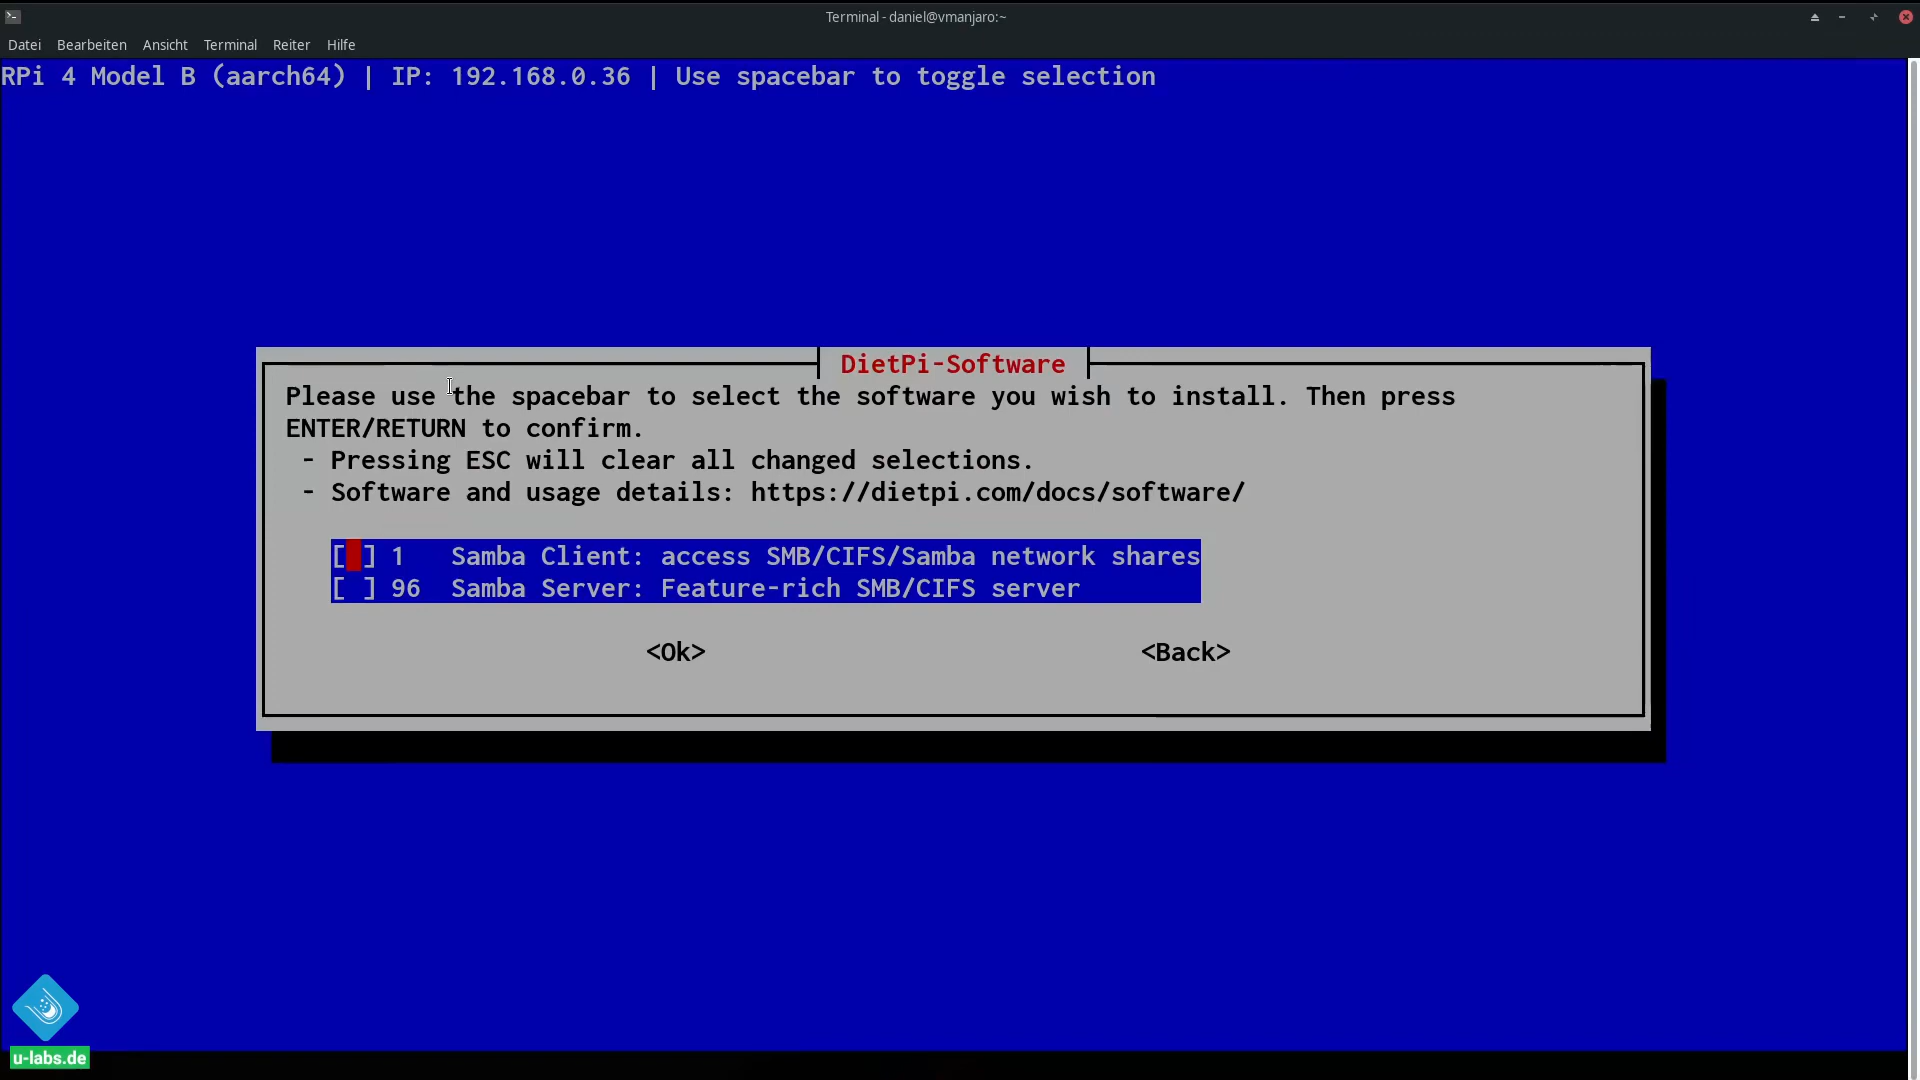 Terminal - daniel@vmanjaro:~
Datei Bearbeiten Ansicht Terminal Reiter Hilfe
RPi 4 Model B (aarch64) | IP: 192.168.0.36 | Use spacebar to toggle selection
DietPi-Software
Please use the spacebar to select the software you wish to install. Then press
ENTER/RETURN to confirm.
- Pressing ESC will clear all changed selections.
- Software and usage details: https://dietpi.com/docs/software/
[ ] 1 Samba Client: access SMB/CIFS/Samba network shares
[ ] 96 Samba Server: Feature-rich SMB/CIFS server
<Ok> <Back>
u-labs.de